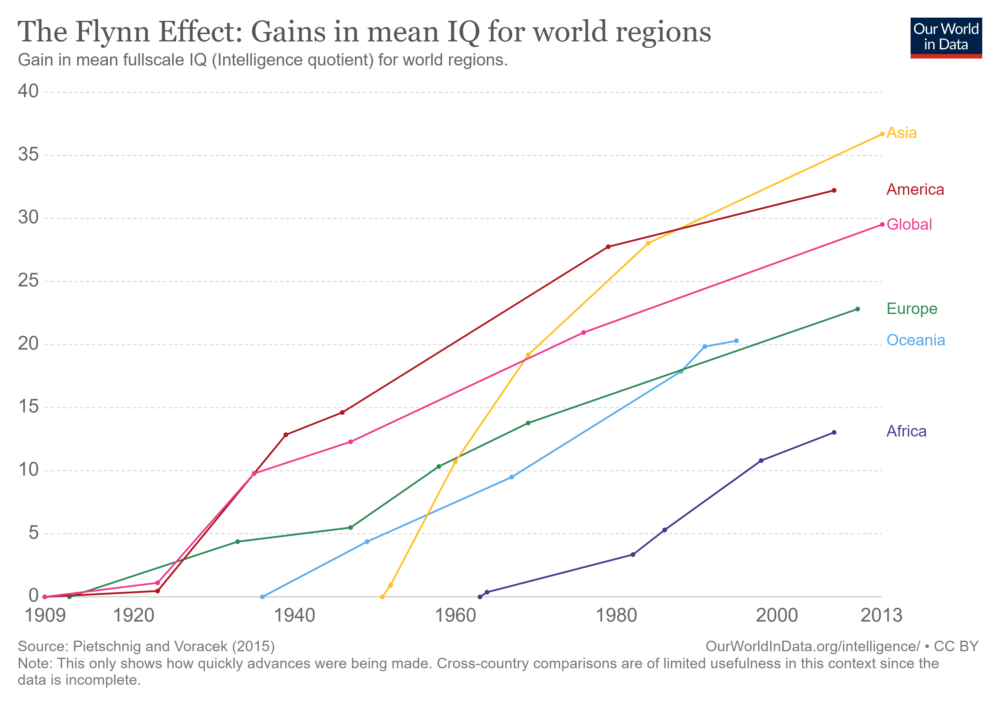 The Flynn Effect: Gains in mean IQ for world regions
Gain in mean fullscale IQ (Intelligence quotient) for world regions.
Our World
in Data
40
35
30
25
20
15
10
5
0
Asia
America
Global
Europe
Oceania
Africa
1909
1920
1940
1960
1980
2000
2013
Source: Pietschnig and Voracek (2015)
OurWorldInData.org/intelligence/ • CC BY
Note: This only shows how quickly advances were being made. Cross-country comparisons are of limited usefulness in this context since the
data is incomplete.